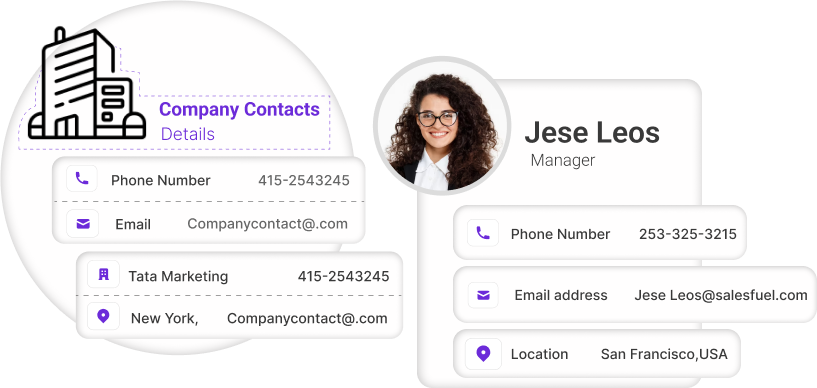 Company Contacts
Details
Phone Number 415-2543245
Email Companycontact@.com
Tata Marketing 415-2543245
New York, Companycontact@.com
Jese Leos
Manager
Phone Number 253-325-3215
Email address Jese Leos@salesfuel.com
Location San Francisco,USA